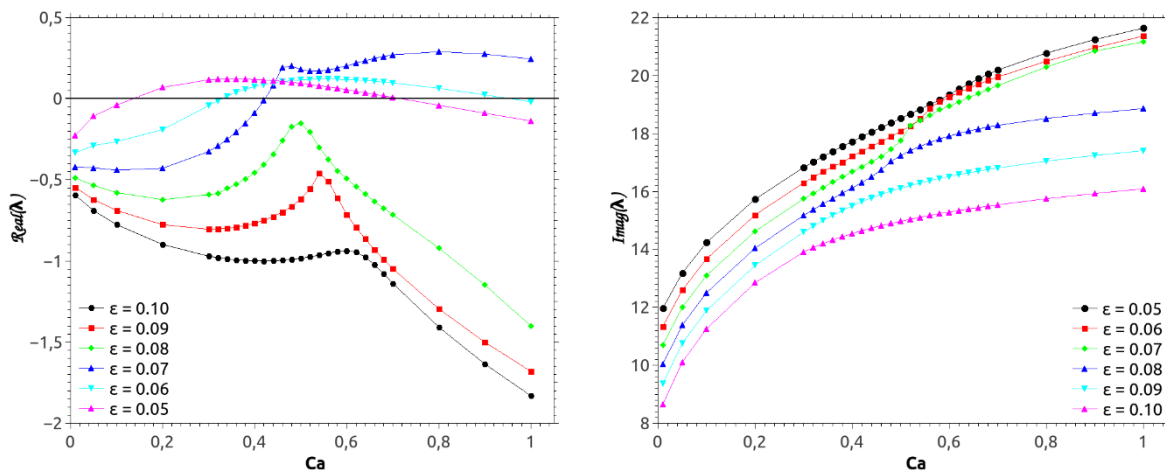 0,5
0
−0,5
−1
−1,5
−2
0
0,2
0,4
0,6
0,8
1
Real(λ)
Ca
ε = 0.10
ε = 0.09
ε = 0.08
ε = 0.07
ε = 0.06
ε = 0.05
22
20
18
16
14
12
10
8
0
0,2
0,4
0,6
0,8
1
Imag(λ)
Ca
ε = 0.05
ε = 0.06
ε = 0.07
ε = 0.08
ε = 0.09
ε = 0.10